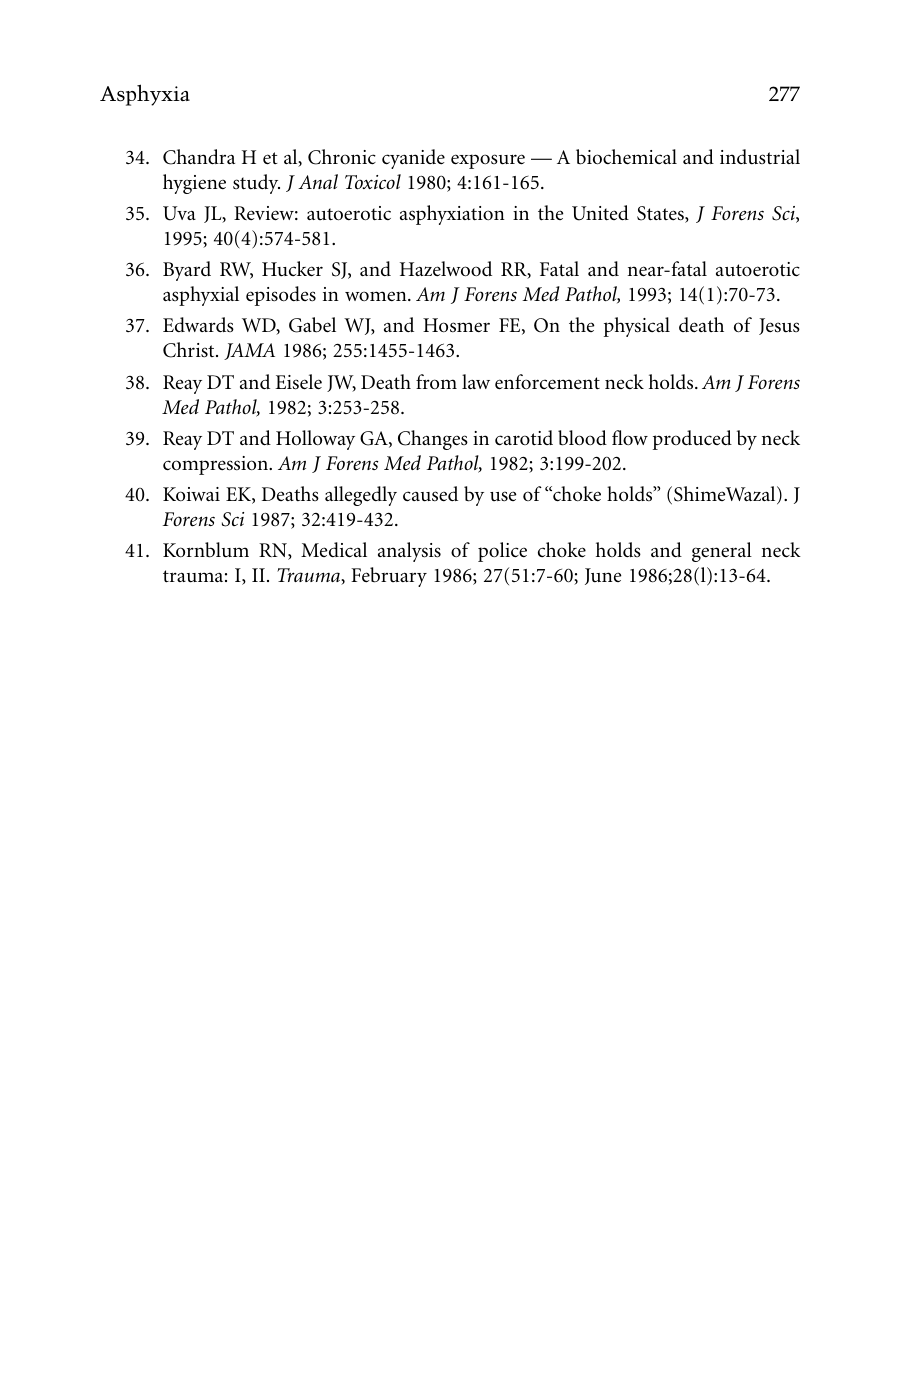 Asphyxia 277
34. Chandra H et al, Chronic cyanide exposure — A biochemical and industrial
hygiene study. J Anal Toxicol 1980; 4:161-165.
35. Uva JL, Review: autoerotic asphyxiation in the United States, J Forens Sci,
1995; 40(4):574-581.
36. Byard RW, Hucker SJ, and Hazelwood RR, Fatal and near-fatal autoerotic
asphyxial episodes in women. Am J Forens Med Pathol, 1993; 14(1):70-73.
37. Edwards WD, Gabel WJ, and Hosmer FE, On the physical death of Jesus
Christ. JAMA 1986; 255:1455-1463.
38. Reay DT and Eisele JW, Death from law enforcement neck holds. Am J Forens
Med Pathol, 1982; 3:253-258.
39. Reay DT and Holloway GA, Changes in carotid blood flow produced by neck
compression. Am J Forens Med Pathol, 1982; 3:199-202.
40. Koiwai EK, Deaths allegedly caused by use of “choke holds” (ShimeWazal). J
Forens Sci 1987; 32:419-432.
41. Kornblum RN, Medical analysis of police choke holds and general neck
trauma: I, II. Trauma, February 1986; 27(51:7-60; June 1986;28(l):13-64.